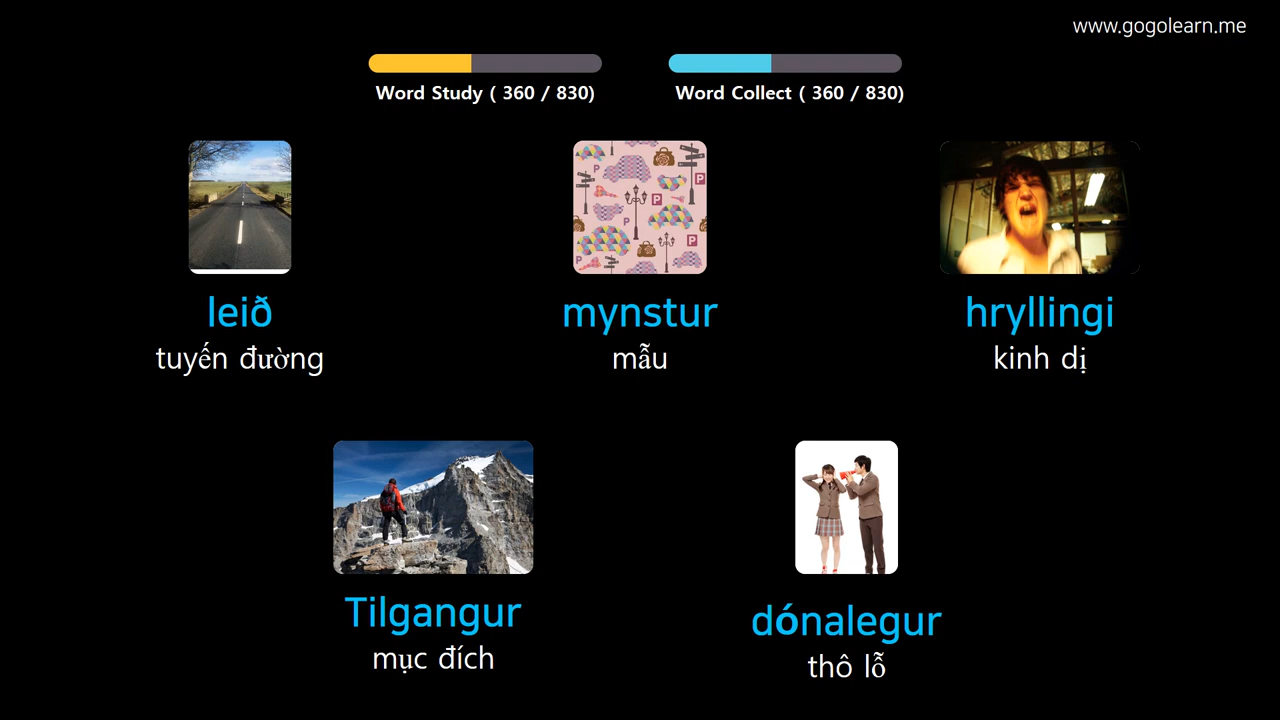 www.gogolearn.me
Word Study ( 360 / 830)
Word Collect ( 360 / 830)
leið
tuyến đường
mynstur
mẫu
hryllingi
kinh dị
Tilgangur
mục đích
dónalegur
thô lỗ